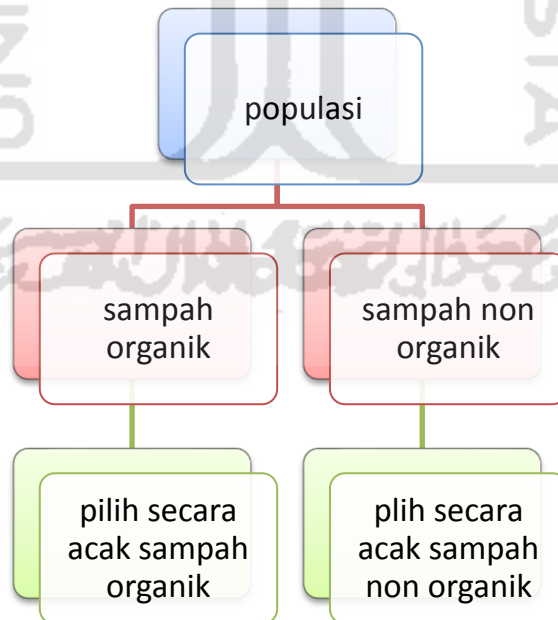 populasi
sampah
organik
sampah non
organik
pilih secara
acak sampah
organik
plih secara
acak sampah
non organik